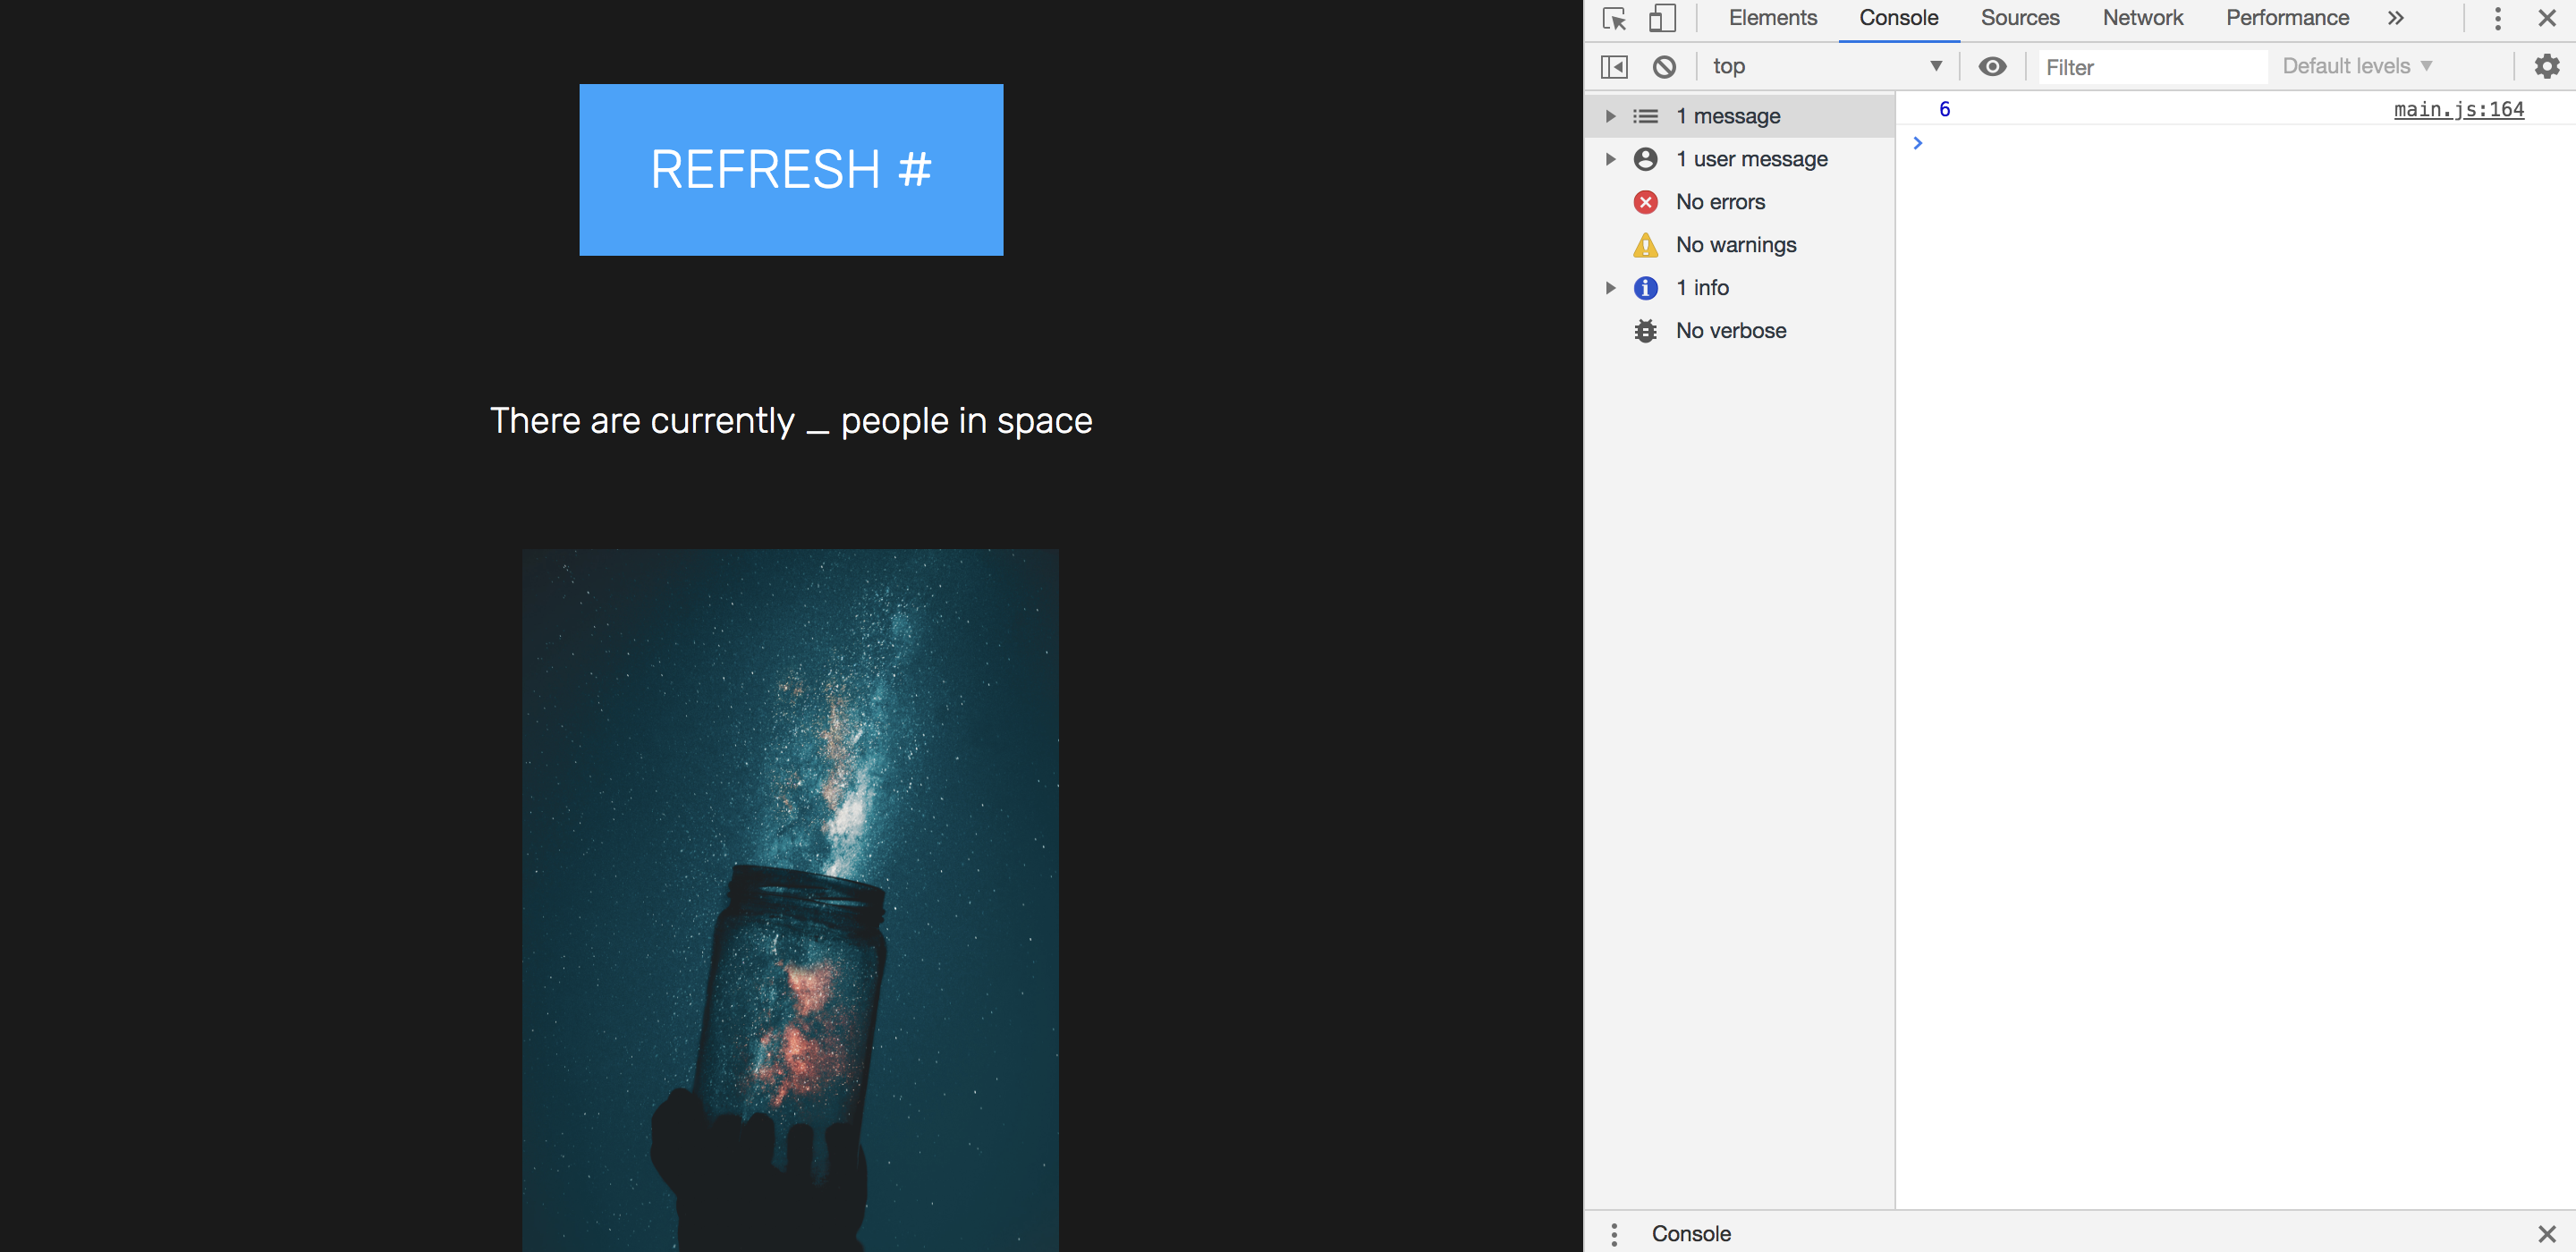 REFRESH #
There are currently _ people in space
Elements Console Sources Network Performance »
top Filter Default levels
1 message
1 user message
No errors
No warnings
1 info
No verbose
6 main.js:164
>
Console